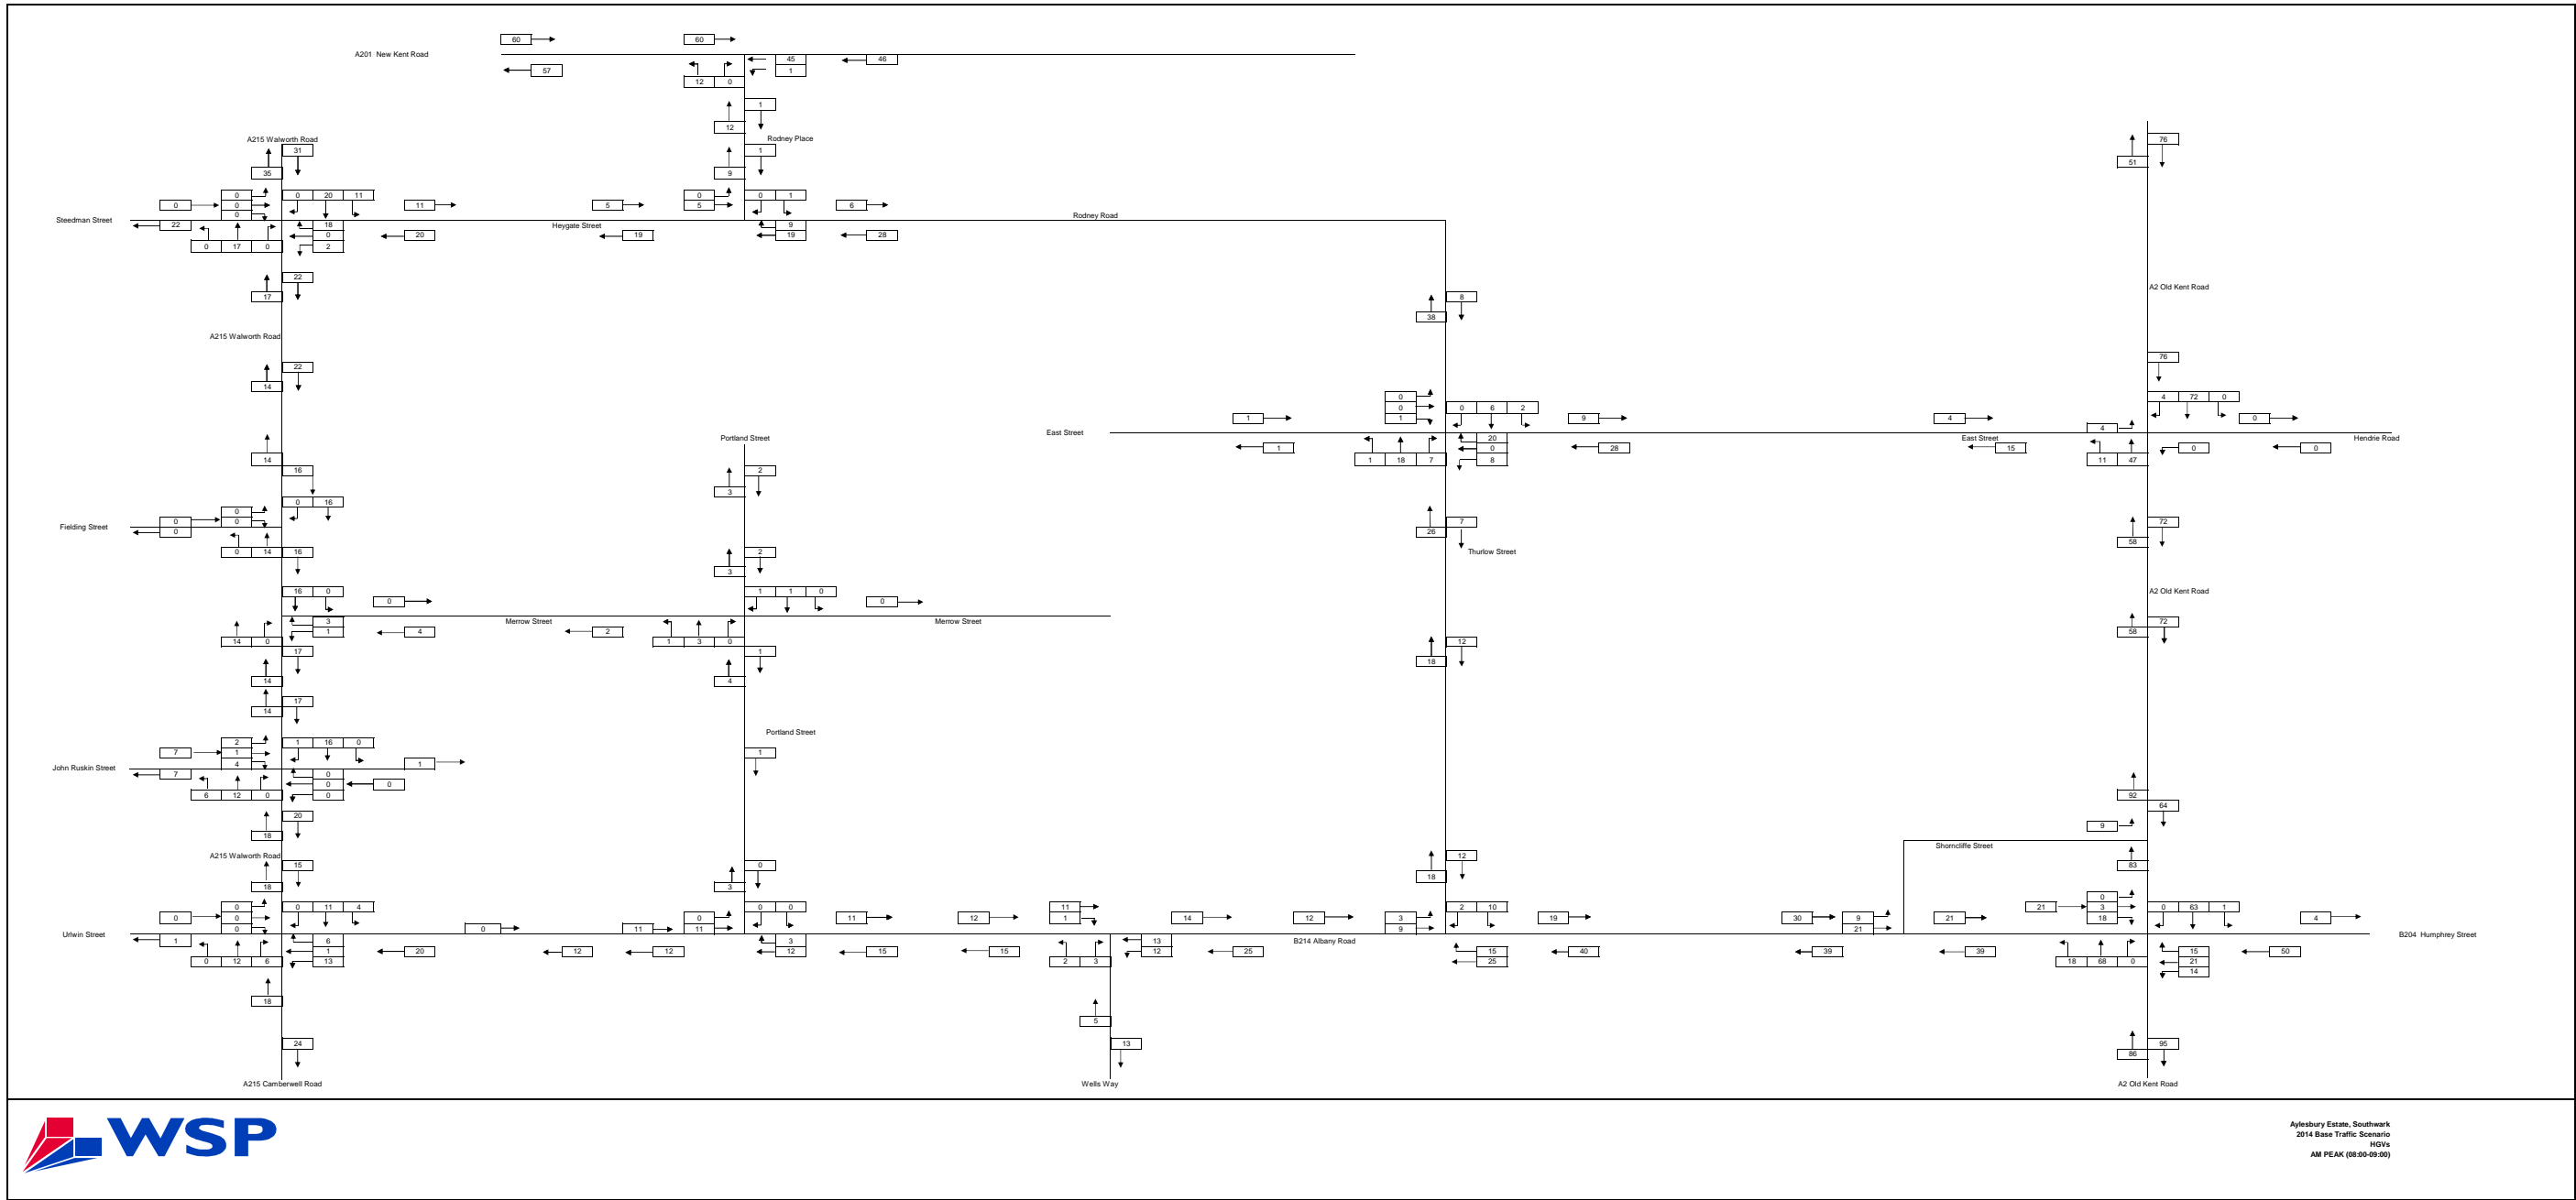 60 60
A201 New Kent Road
45 46
57 1
12 0
1
12
A215 Walworth Road Rodney Place
31 1
35 9
76
51
0 0 20 11 0 0 1
0 0 11 5 5 6
0
Steedman Street 22 18 9 Rodney Road
Heygate Street
0 20 19 19 28
0 17 0 2
22
17
A2 Old Kent Road
8
38
A215 Walworth Road
76
22
14
0 4 72 0
0 0 6 2
1 1 9 4 0
4
East Street 20 East Street Hendrie Road
Portland Street
1 0 28 15 0 0
14 1 18 7 8 11 47
16 2
3
0 16
0
Fielding Street 0 0 7 72
0 26
0 14 16 2 Thurlow Street 58
3
16 0 1 1 0 A2 Old Kent Road
0 0
3 Merrow Street Merrow Street 72
1 4 2 58
14 0 1 3 0 12
17 1 18
14 4
17
14
Portland Street
2 1 16 0
7 1 1
4 1
John Ruskin Street 7 0
0 0
6 12 0 0 92
64
20
18 9
Shorncliffe Street
A215 Walworth Road 15 0 12 83
18 3 18
0 0 11 4 0 0 0 11 2 10 0 0 63 1
0 0 0 11 11 11 12 1 14 12 3 9 19 30 9 21 21 21 3 18 4
0
Urlwin Street 1 6 3 13 B214 Albany Road 15 15 B204 Humphrey Street
1 20 12 12 12 15 15 12 25 25 40 39 39 21 50
0 12 6 13 2 3 18 68 0 14
18
5
24 13 95
86
A215 Camberwell Road Wells Way A2 Old Kent Road
WSP
Aylesbury Estate, Southwark
2014 Base Traffic Scenario
HGVs
AM PEAK (08:00-09:00)